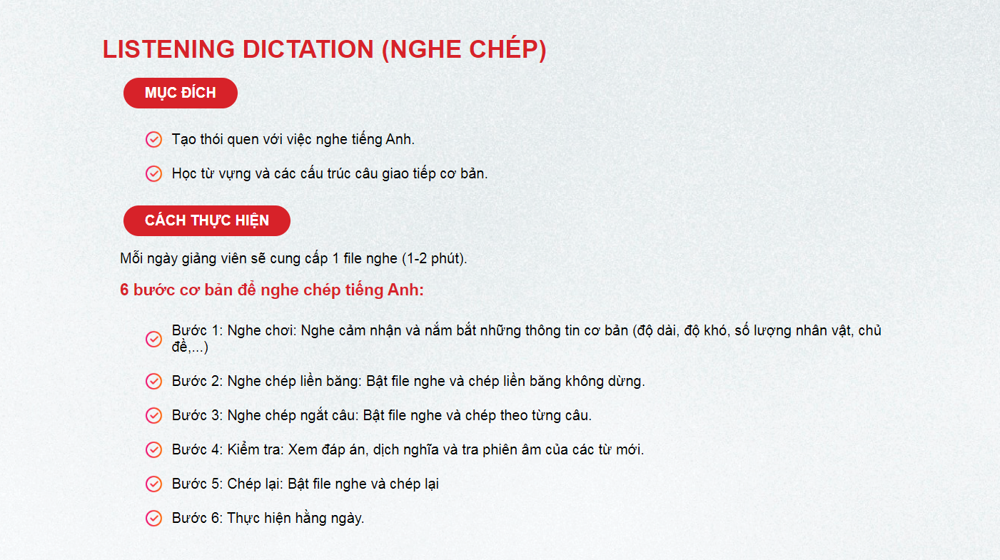 LISTENING DICTATION (NGHE CHÉP)
MỤC ĐÍCH
Tạo thói quen với việc nghe tiếng Anh.
Học từ vựng và các cấu trúc câu giao tiếp cơ bản.
CÁCH THỰC HIỆN
Mỗi ngày giảng viên sẽ cung cấp 1 file nghe (1-2 phút).
6 bước cơ bản để nghe chép tiếng Anh:
Bước 1: Nghe chơi: Nghe cảm nhận và nắm bắt những thông tin cơ bản (độ dài, độ khó, số lượng nhân vật, chủ
đề,...)
Bước 2: Nghe chép liền băng: Bật file nghe và chép liền băng không dừng.
Bước 3: Nghe chép ngắt câu: Bật file nghe và chép theo từng câu.
Bước 4: Kiểm tra: Xem đáp án, dịch nghĩa và tra phiên âm của các từ mới.
Bước 5: Chép lại: Bật file nghe và chép lại
Bước 6: Thực hiện hằng ngày.